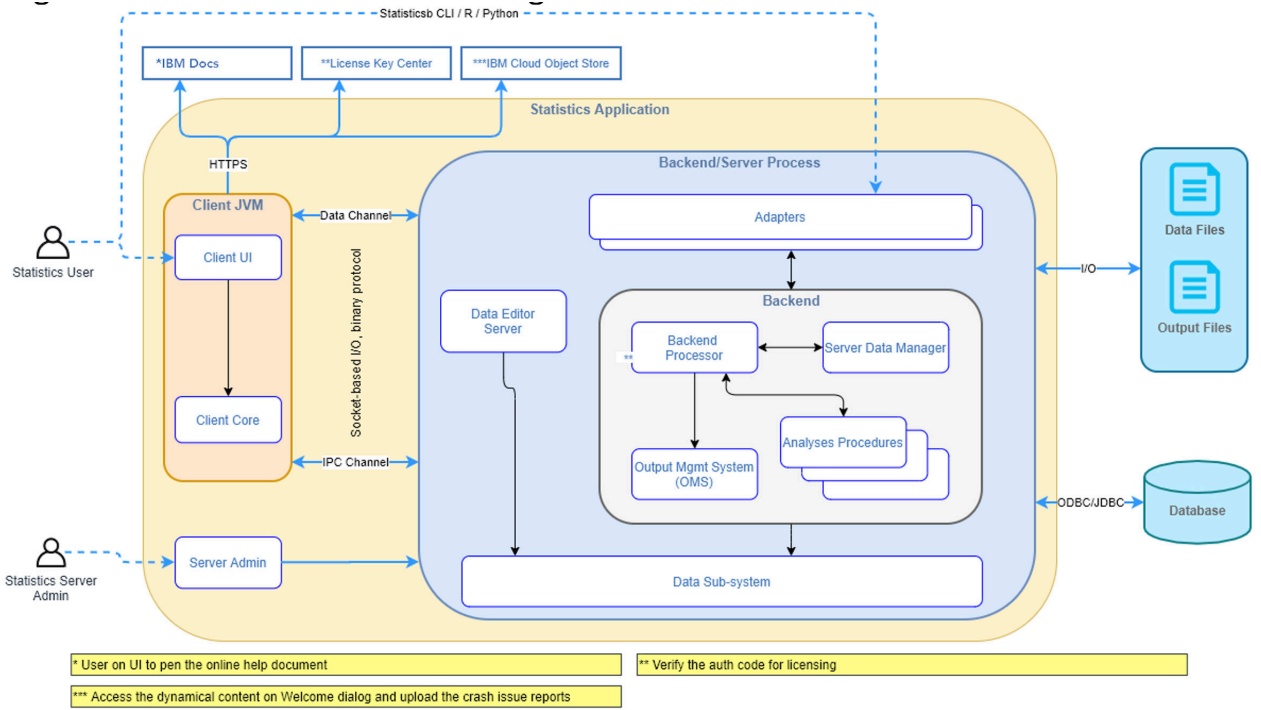 Statisticsb CLI / R / Python
*IBM Docs
**License Key Center
***IBM Cloud Object Store
Statistics Application
HTTPS
Backend/Server Process
Client JVM
Data Channel
Adapters
Client UI
Statistics User
Socket-based I/O, binary protocol
Data Files
I/O
Output Files
Data Editor
Server
Backend
Backend
Processor
**
Server Data Manager
Client Core
Analyses Procedures
IPC Channel
Output Mgmt System
(OMS)
ODBC/JDBC
Database
Server Admin
Statistics Server
Admin
Data Sub-system
* User on UI to pen the online help document
** Verify the auth code for licensing
*** Access the dynamical content on Welcome dialog and upload the crash issue reports